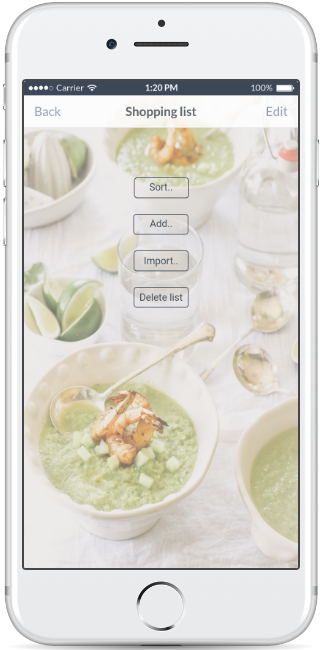 Carrier 1:20 PM 100%
Back Shopping list Edit
Sort..
Add..
Import..
Delete list